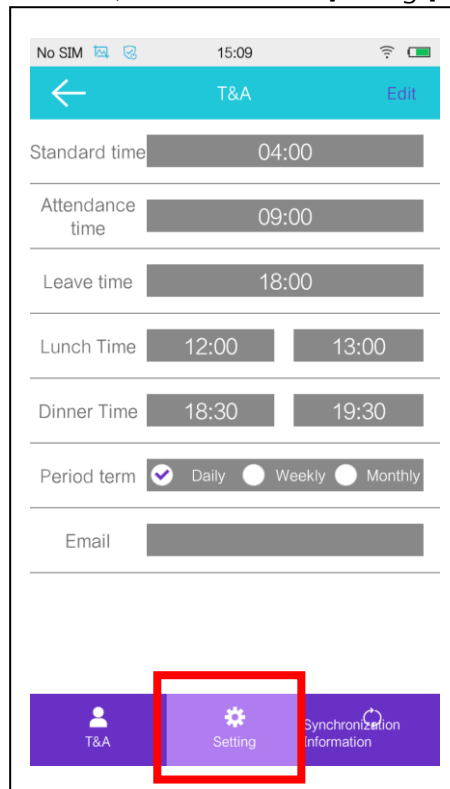 No SIM 15:09
T&A Edit
Standard time 04:00
Attendance
time 09:00
Leave time 18:00
Lunch Time 12:00 13:00
Dinner Time 18:30 19:30
Period term Daily Weekly Monthly
Email
T&A
Setting
Synchronization
Information